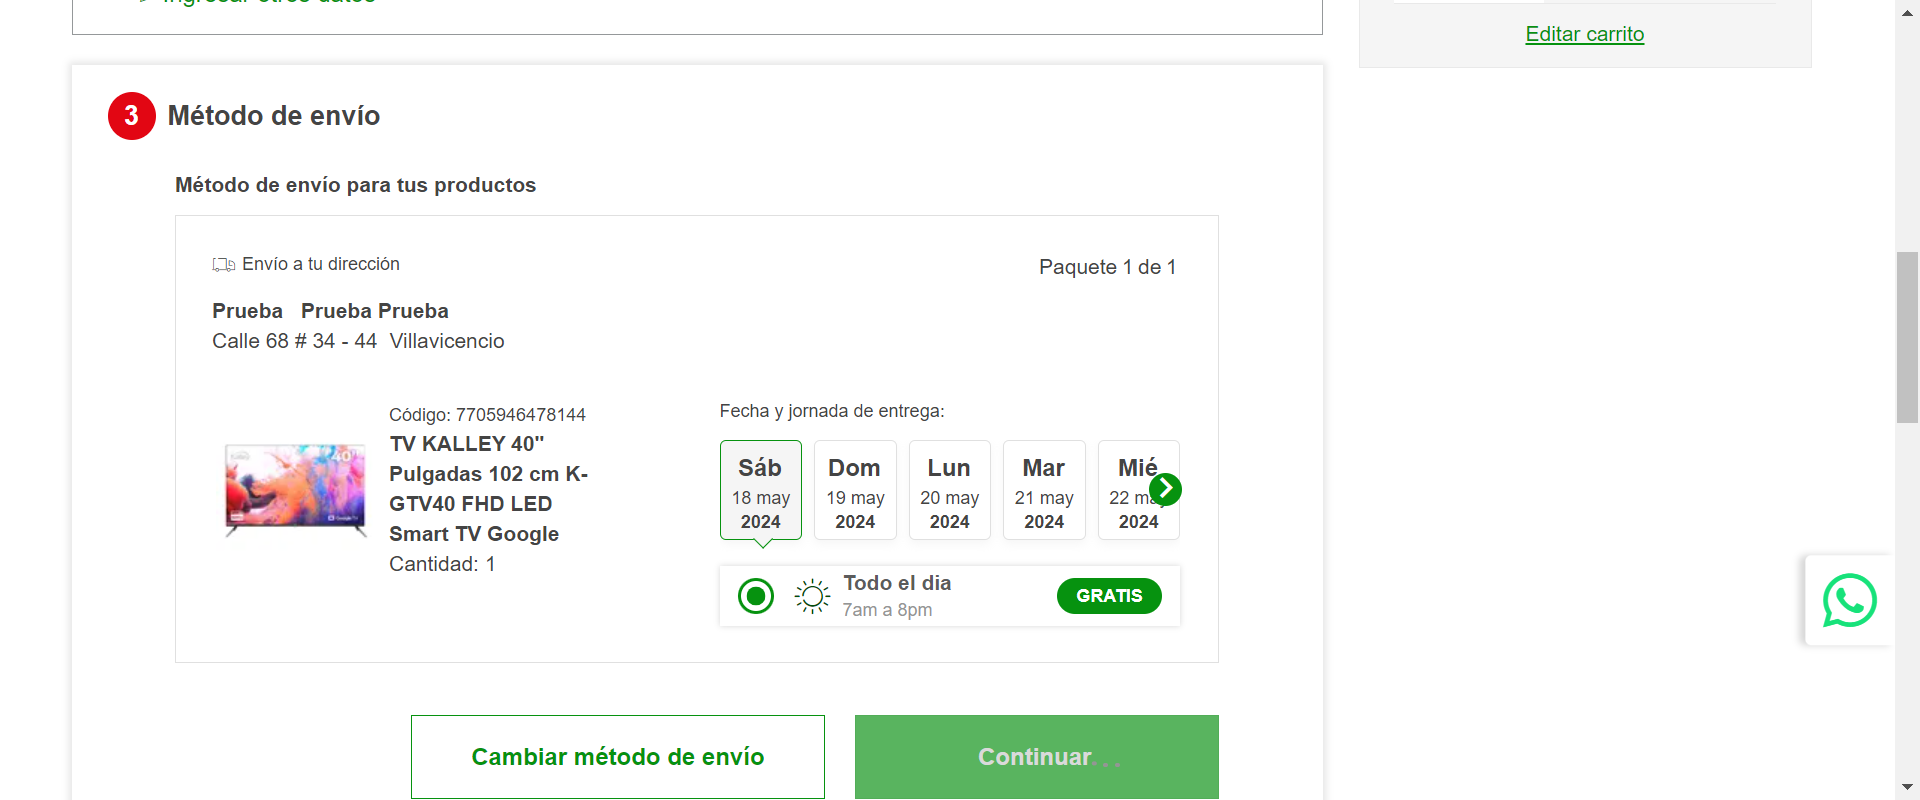 Ingresar otros datos
Editar carrito
3 Método de envío
Método de envío para tus productos
Envío a tu dirección
Paquete 1 de 1
Prueba Prueba Prueba
Calle 68 # 34 - 44 Villavicencio
Código: 7705946478144
TV KALLEY 40"
Pulgadas 102 cm K-
GTV40 FHD LED
Smart TV Google
Cantidad: 1
Fecha y jornada de entrega:
Sáb Dom Lun Mar Mié
18 may 19 may 20 may 21 may 22 may
2024 2024 2024 2024 2024
Todo el dia
7am a 8pm
GRATIS
Cambiar método de envío
Continuar...